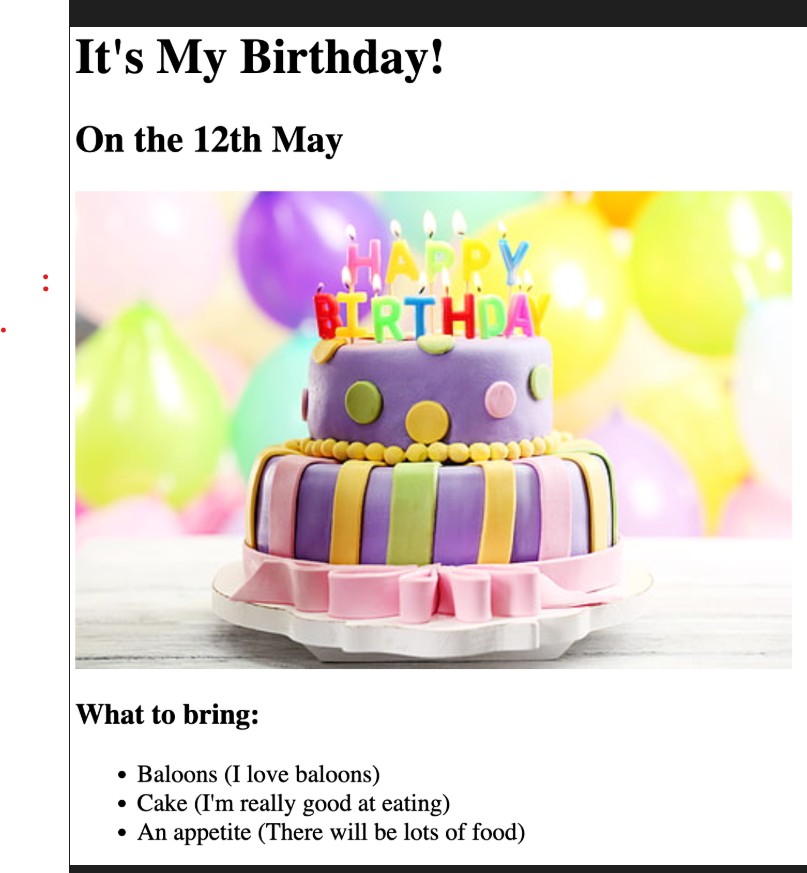 It's My Birthday!
On the 12th May
HAPPY
BIRTHDAY
What to bring:
Baloons (I love baloons)
Cake (I'm really good at eating)
An appetite (There will be lots of food)